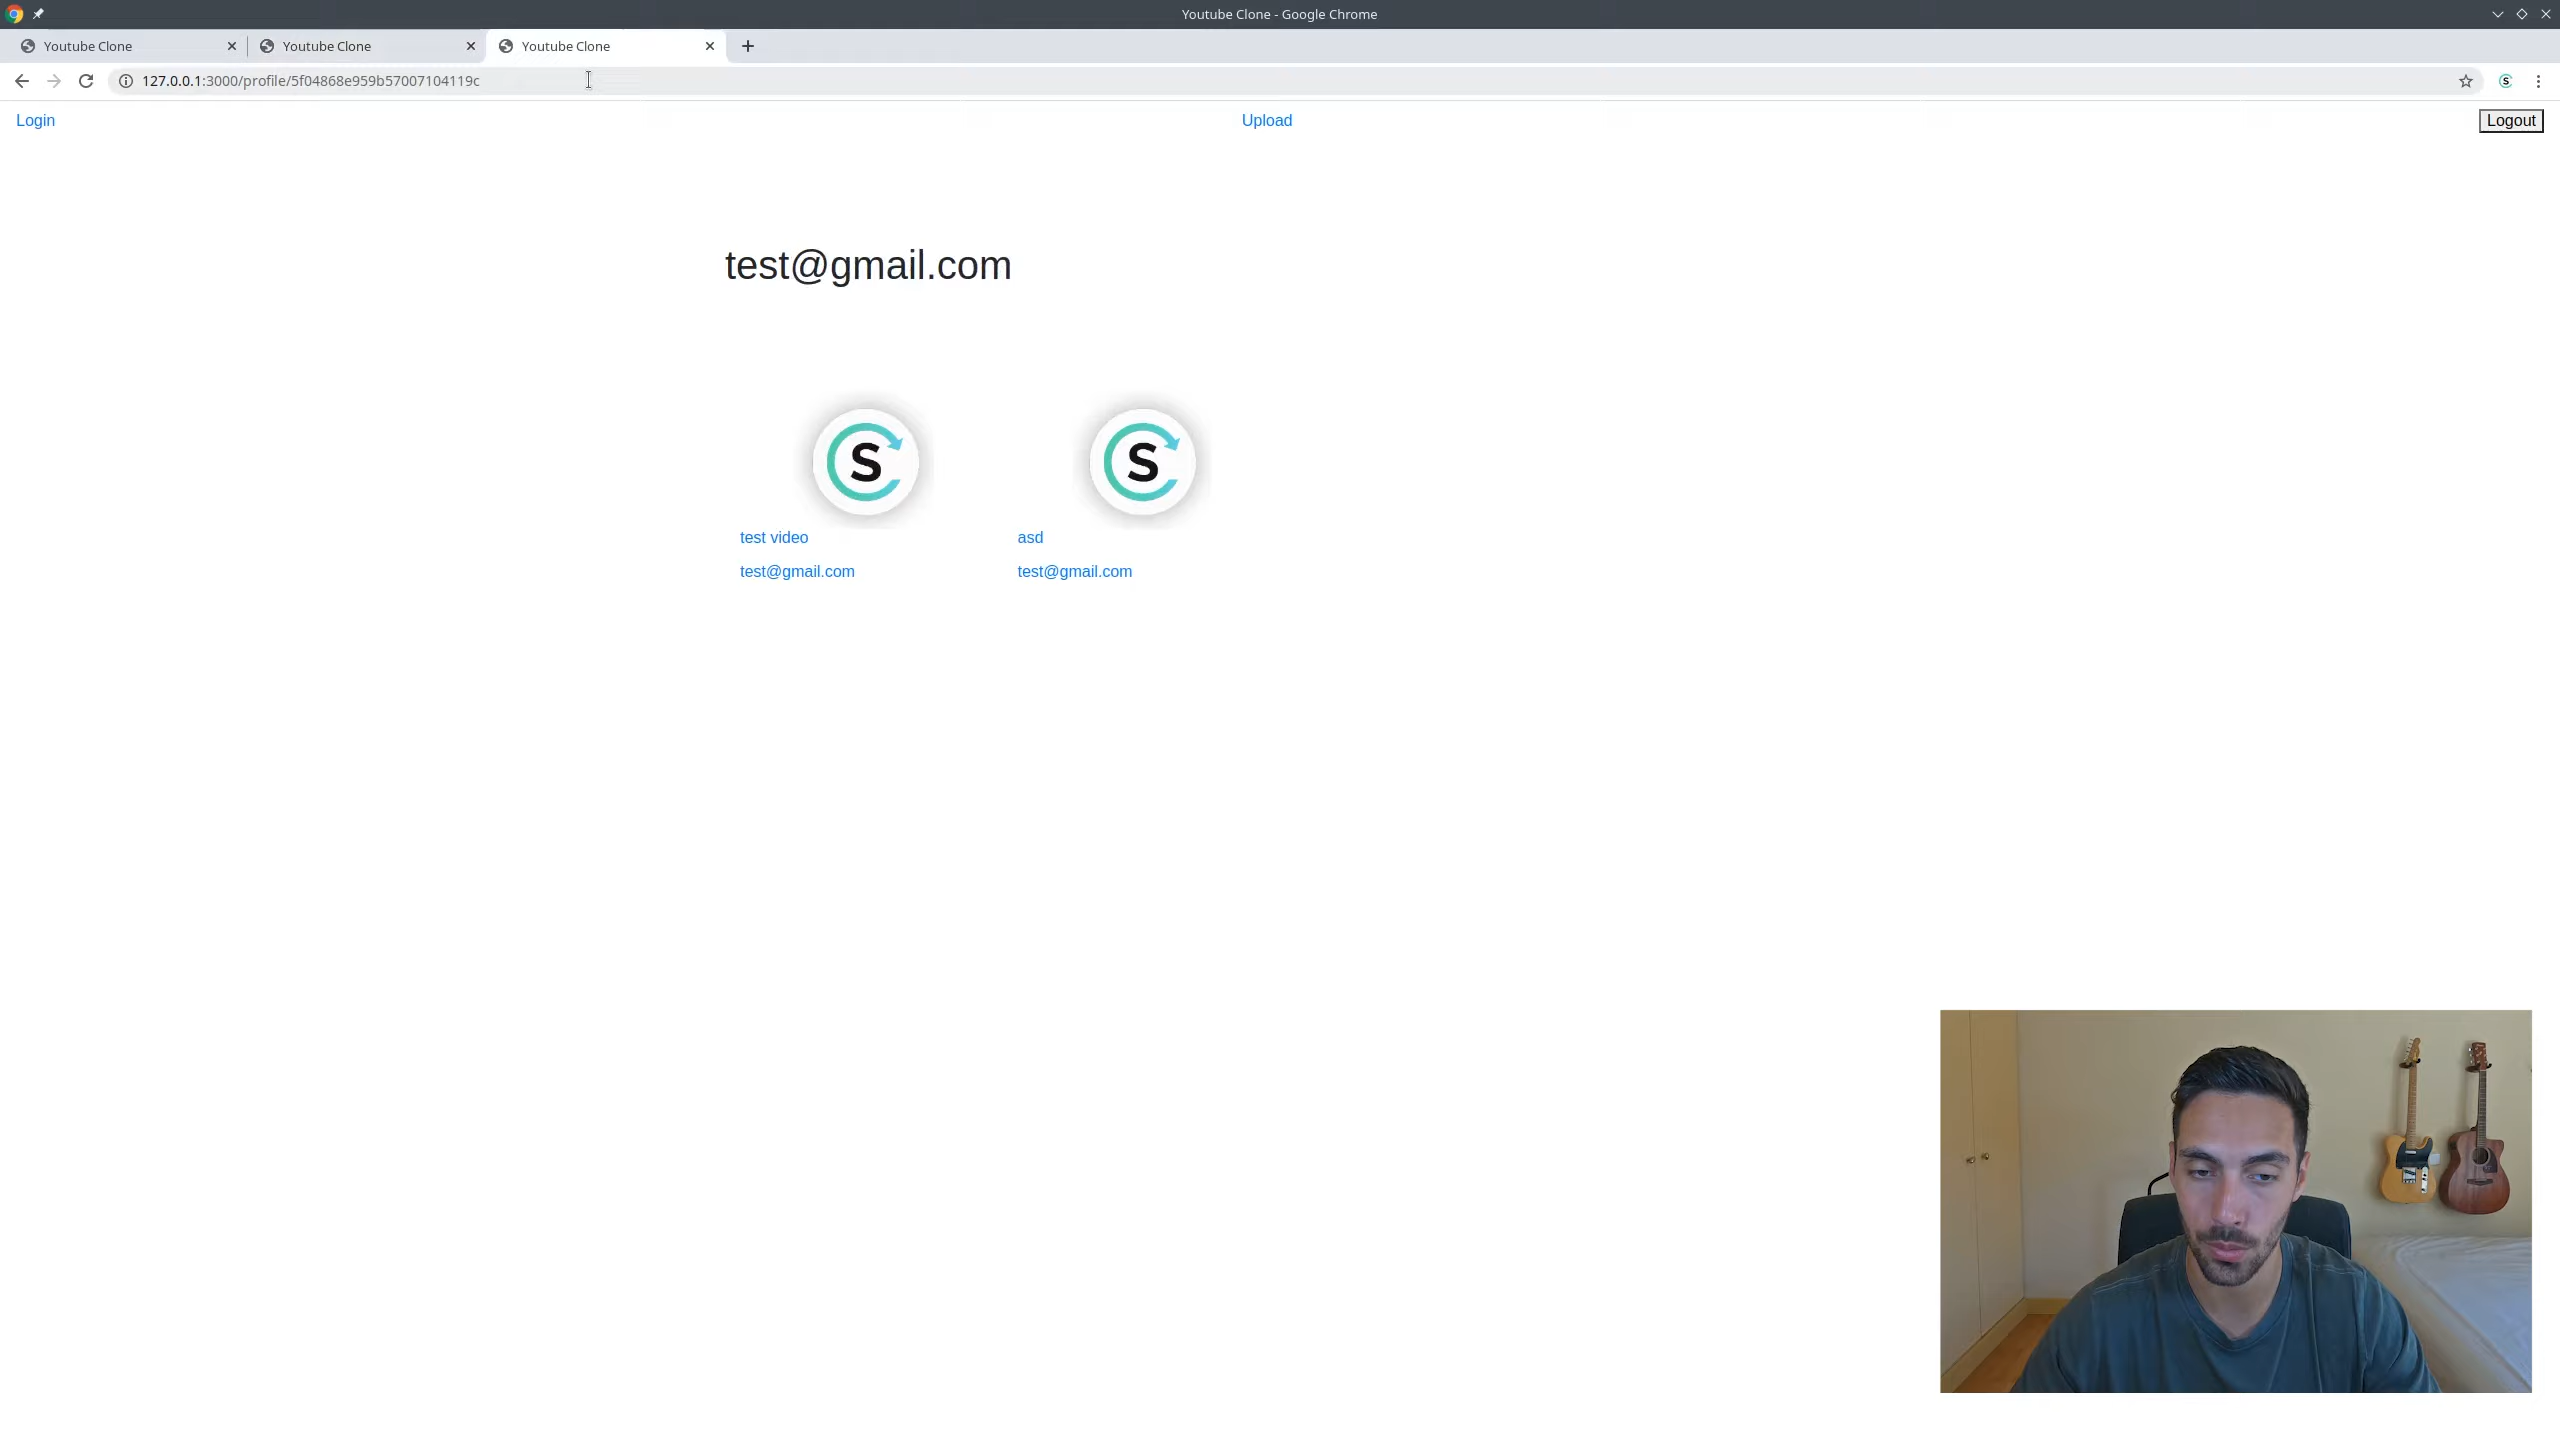 Youtube Clone - Google Chrome
Youtube Clone
Youtube Clone
Youtube Clone
127.0.0.1:3000/profile/5f04868e959b57007104119c
S
Login
Upload
Logout
test@gmail.com
S
S
test video
asd
test@gmail.com
test@gmail.com